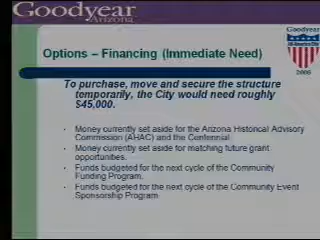 Goodyear
Arizona
Goodyear
2008
Options – Financing (Immediate Need)
To purchase, move and secure the structure
temporarily, the City would need roughly
$45,000.
• Money currently set aside for the Arizona Historical Advisory
Commission (AHAC) and the Centennial.
• Money currently set aside for matching future grant
opportunities.
• Funds budgeted for the next cycle of the Community
Funding Program.
• Funds budgeted for the next cycle of the Community Event
Sponsorship Program